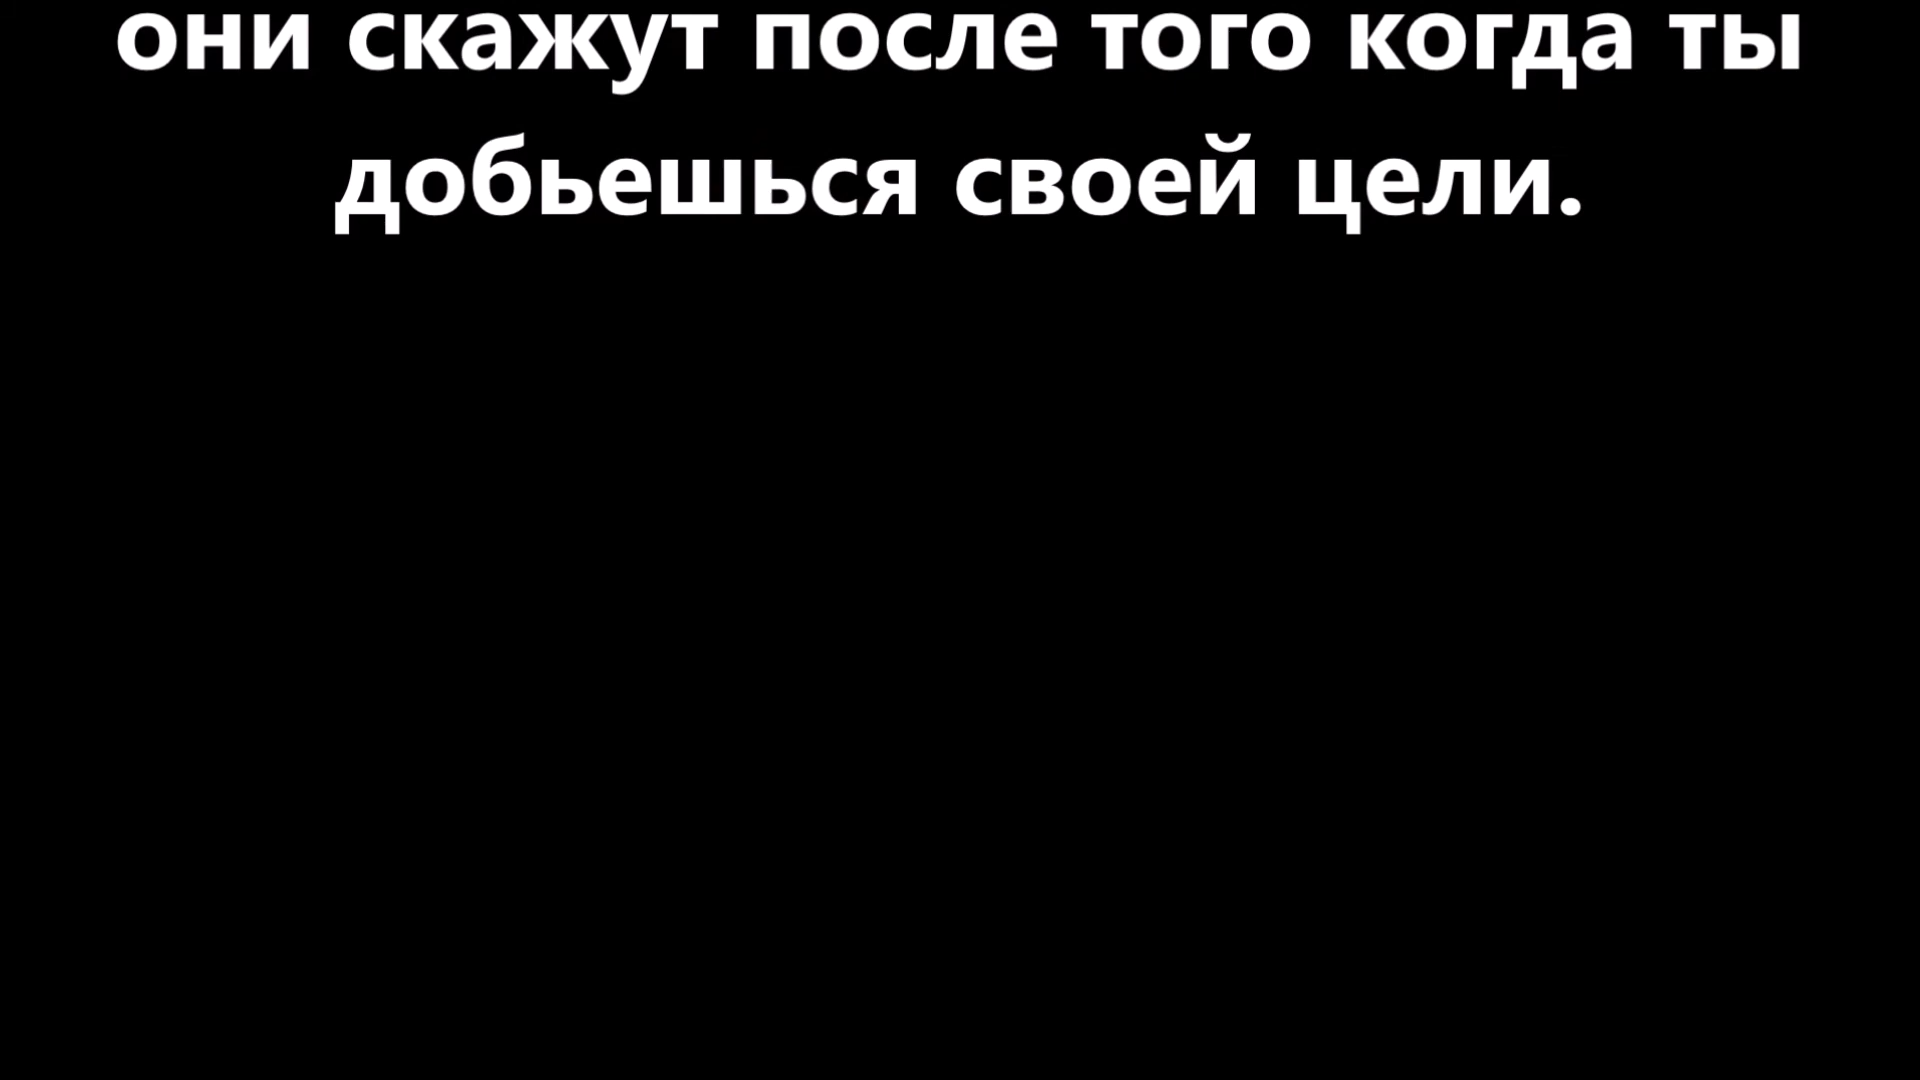 они скажут после того когда ты
добьешься своей цели.